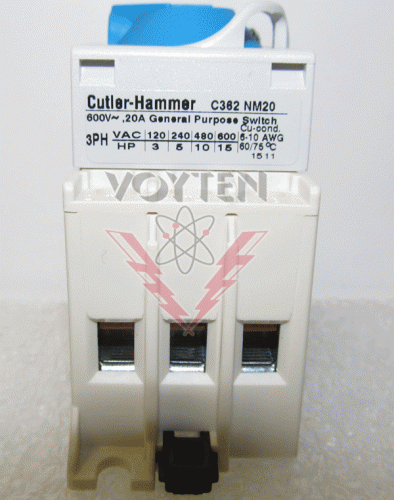 Cutler-Hammer C362 NM20
600V~ ,20A General Purpose Switch
3PH VAC 120 240 480 600 Cu-cond.
HP 3 5 10 15 6-10 AWG
60/75 °C
1511
VOYTEN